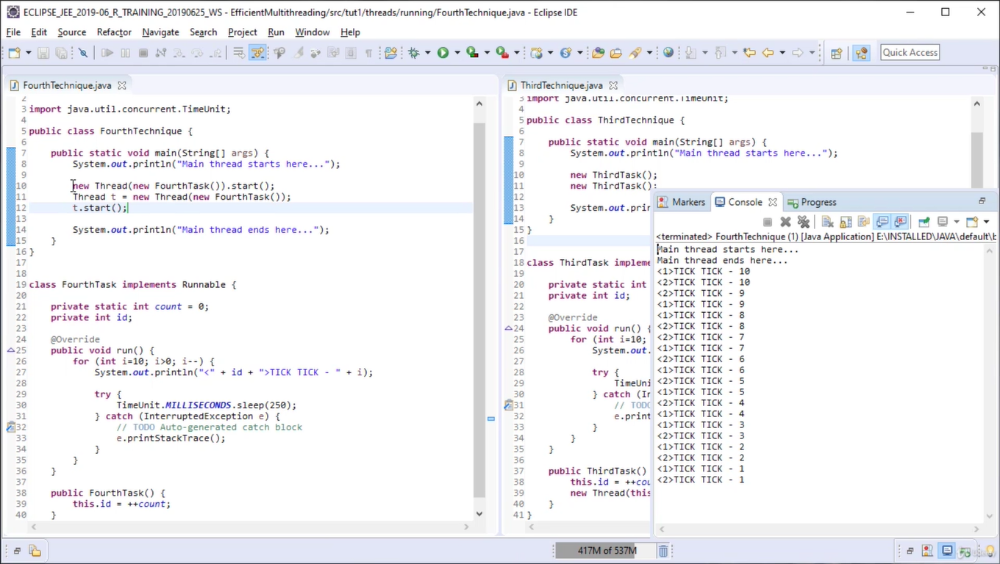 ECLIPSE_JEE_2019-06_R_TRAINING_20190625_WS - EfficientMultithreading/src/tut1/threads/running/FourthTechnique.java - Eclipse IDE
File Edit Source Refactor Navigate Search Project Run Window Help
Quick Access
FourthTechnique.java
2
3 import java.util.concurrent.TimeUnit;
4
5 public class FourthTechnique {
6
7 public static void main(String[] args) {
8 System.out.println("Main thread starts here...");
9
10 new Thread(new FourthTask()).start();
11 Thread t = new Thread(new FourthTask());
12 t.start();
13
14 System.out.println("Main thread ends here...");
15 }
16 }
17
18
19 class FourthTask implements Runnable {
20
21 private static int count = 0;
22 private int id;
23
24 @Override
25 public void run() {
26 for (int i=10; i>0; i--) {
27 System.out.println("<" + id + ">TICK TICK - " + i);
28
29 try {
30 TimeUnit.MILLISECONDS.sleep(250);
31 } catch (InterruptedException e) {
32 // TODO Auto-generated catch block
33 e.printStackTrace();
34 }
35 }
36 }
37
38 public FourthTask() {
39 this.id = ++count;
40 }
ThirdTechnique.java
3 import java.util.concurrent.TimeUnit;
4
5 public class ThirdTechnique {
6
7 public static void main(String[] args) {
8 System.out.println("Main thread starts here...");
9
10 new ThirdTask();
11 new ThirdTask();
12
13 System.out.prin
14 }
15 }
16
17
18 class ThirdTask impleme
19
20 private static int
21 private int id;
22
23 @Override
24 public void run() {
25 for (int i=10;
26 System.out.
27
28 try {
29 TimeUni
30 } catch (In
31 // TODO
32 e.print
33 }
34 }
35 }
36
37 public ThirdTask()
38 this.id = ++cou
39 new Thread(this
40 }
41 }
Markers Console Progress
<terminated> FourthTechnique (1) [Java Application] E:\INSTALLED\JAVA\default\b
Main thread starts here...
Main thread ends here...
<1>TICK TICK - 10
<2>TICK TICK - 10
<2>TICK TICK - 9
<1>TICK TICK - 9
<1>TICK TICK - 8
<2>TICK TICK - 8
<2>TICK TICK - 7
<1>TICK TICK - 7
<2>TICK TICK - 6
<1>TICK TICK - 6
<2>TICK TICK - 5
<1>TICK TICK - 5
<2>TICK TICK - 4
<1>TICK TICK - 4
<1>TICK TICK - 3
<2>TICK TICK - 3
<1>TICK TICK - 2
<2>TICK TICK - 2
<1>TICK TICK - 1
<2>TICK TICK - 1
417M of 537M